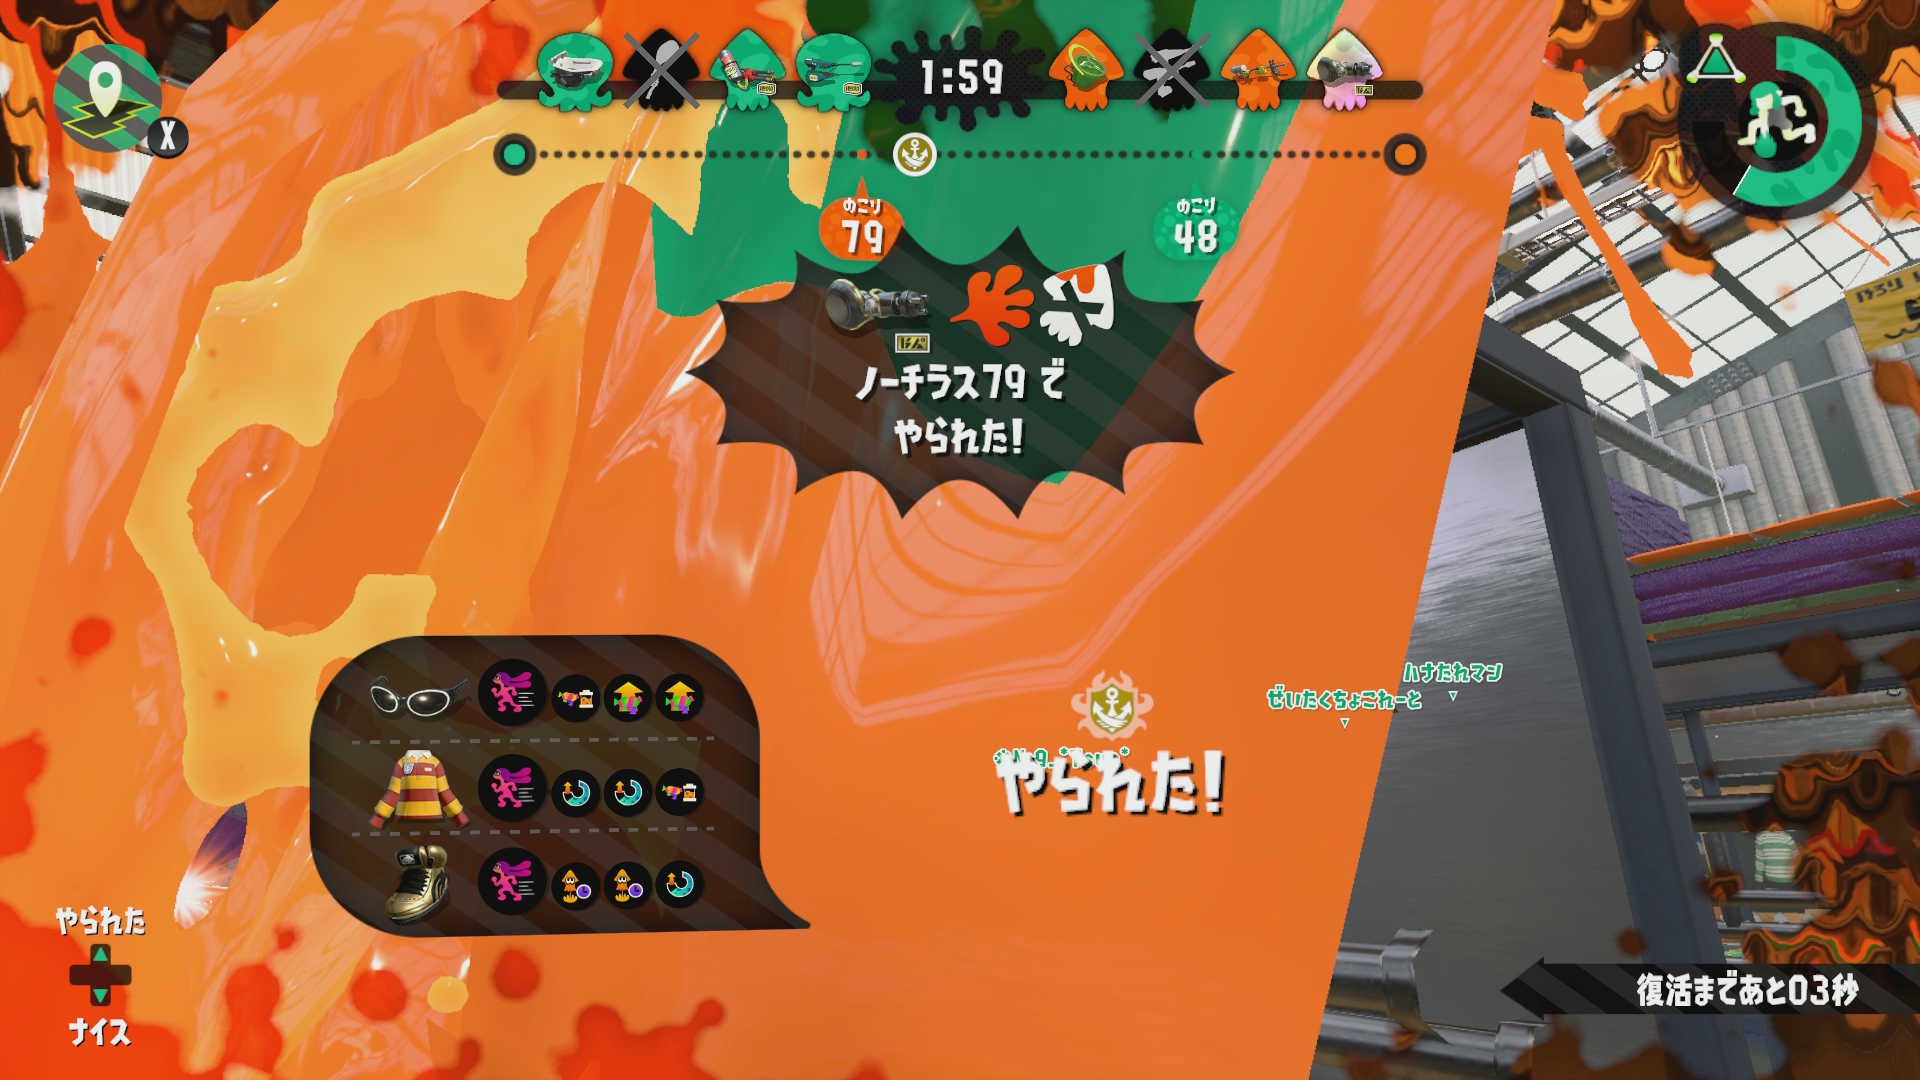 1:59
X
のこり
79
のこり
48
ノーチラス79 で
やられた!
ハナたれマン
ぜいたくちょこれーと
やられた!
やられた
ナイス
復活まであと03秒